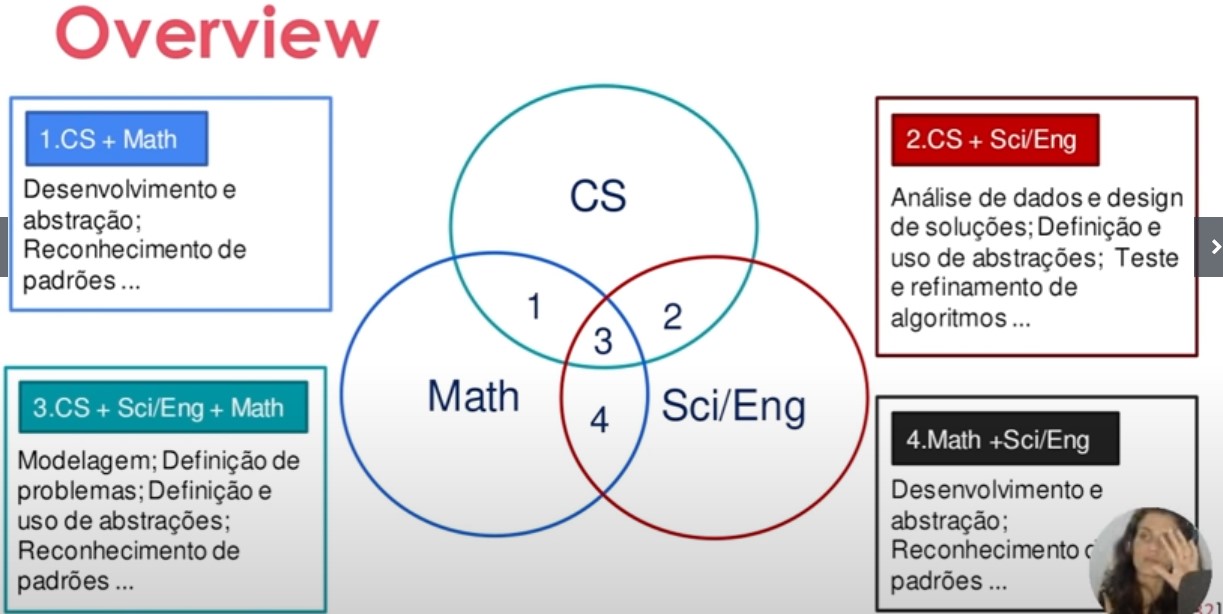 Overview
1.CS + Math
Desenvolvimento e
abstração;
Reconhecimento de
padrões ...
2.CS + Sci/Eng
Análise de dados e design
de soluções; Definição e
uso de abstrações; Teste
e refinamento de
algoritmos ...
CS
1
2
3
Math
Sci/Eng
4
3.CS + Sci/Eng + Math
Modelagem; Definição de
problemas; Definição e
uso de abstrações;
Reconhecimento de
padrões ...
4.Math +Sci/Eng
Desenvolvimento e
abstração;
Reconhecimento
padrões ...